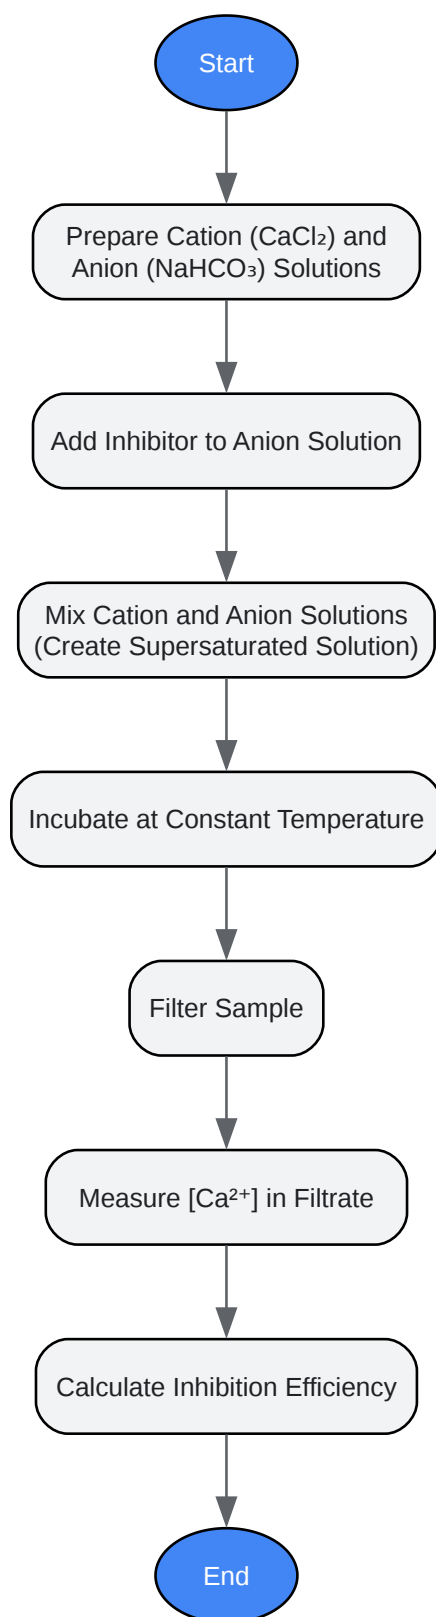 Start
Prepare Cation (CaCl₂) and
Anion (NaHCO₃) Solutions
Add Inhibitor to Anion Solution
Mix Cation and Anion Solutions
(Create Supersaturated Solution)
Incubate at Constant Temperature
Filter Sample
Measure [Ca²⁺] in Filtrate
Calculate Inhibition Efficiency
End